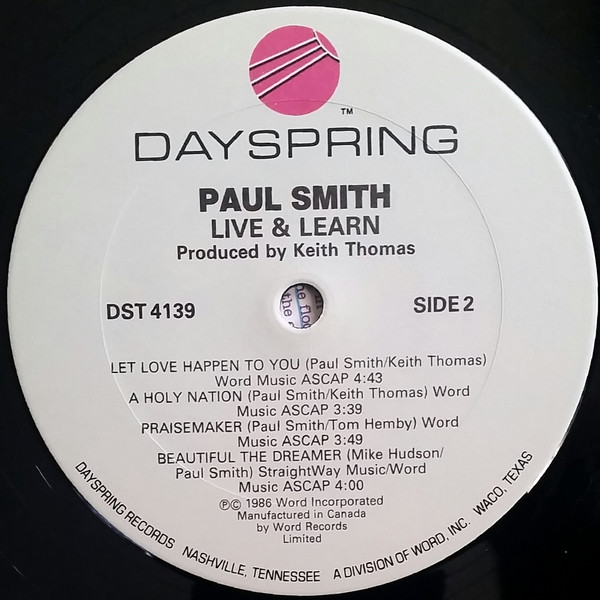 TM
DAYSPRING
PAUL SMITH
LIVE & LEARN
Produced by Keith Thomas
DST 4139
SIDE 2
the floo
the
LET LOVE HAPPEN TO YOU (Paul Smith/Keith Thomas)
Word Music ASCAP 4:43
A HOLY NATION (Paul Smith/Keith Thomas) Word
Music ASCAP 3:39
PRAISEMAKER (Paul Smith/Tom Hemby) Word
Music ASCAP 3:49
BEAUTIFUL THE DREAMER (Mike Hudson/
Paul Smith) StraightWay Music/Word
Music ASCAP 4:00
℗© 1986 Word Incorporated
Manufactured in Canada
by Word Records
Limited
DAYSPRING RECORDS NASHVILLE, TENNESSEE A DIVISION OF WORD, INC. WACO, TEXAS